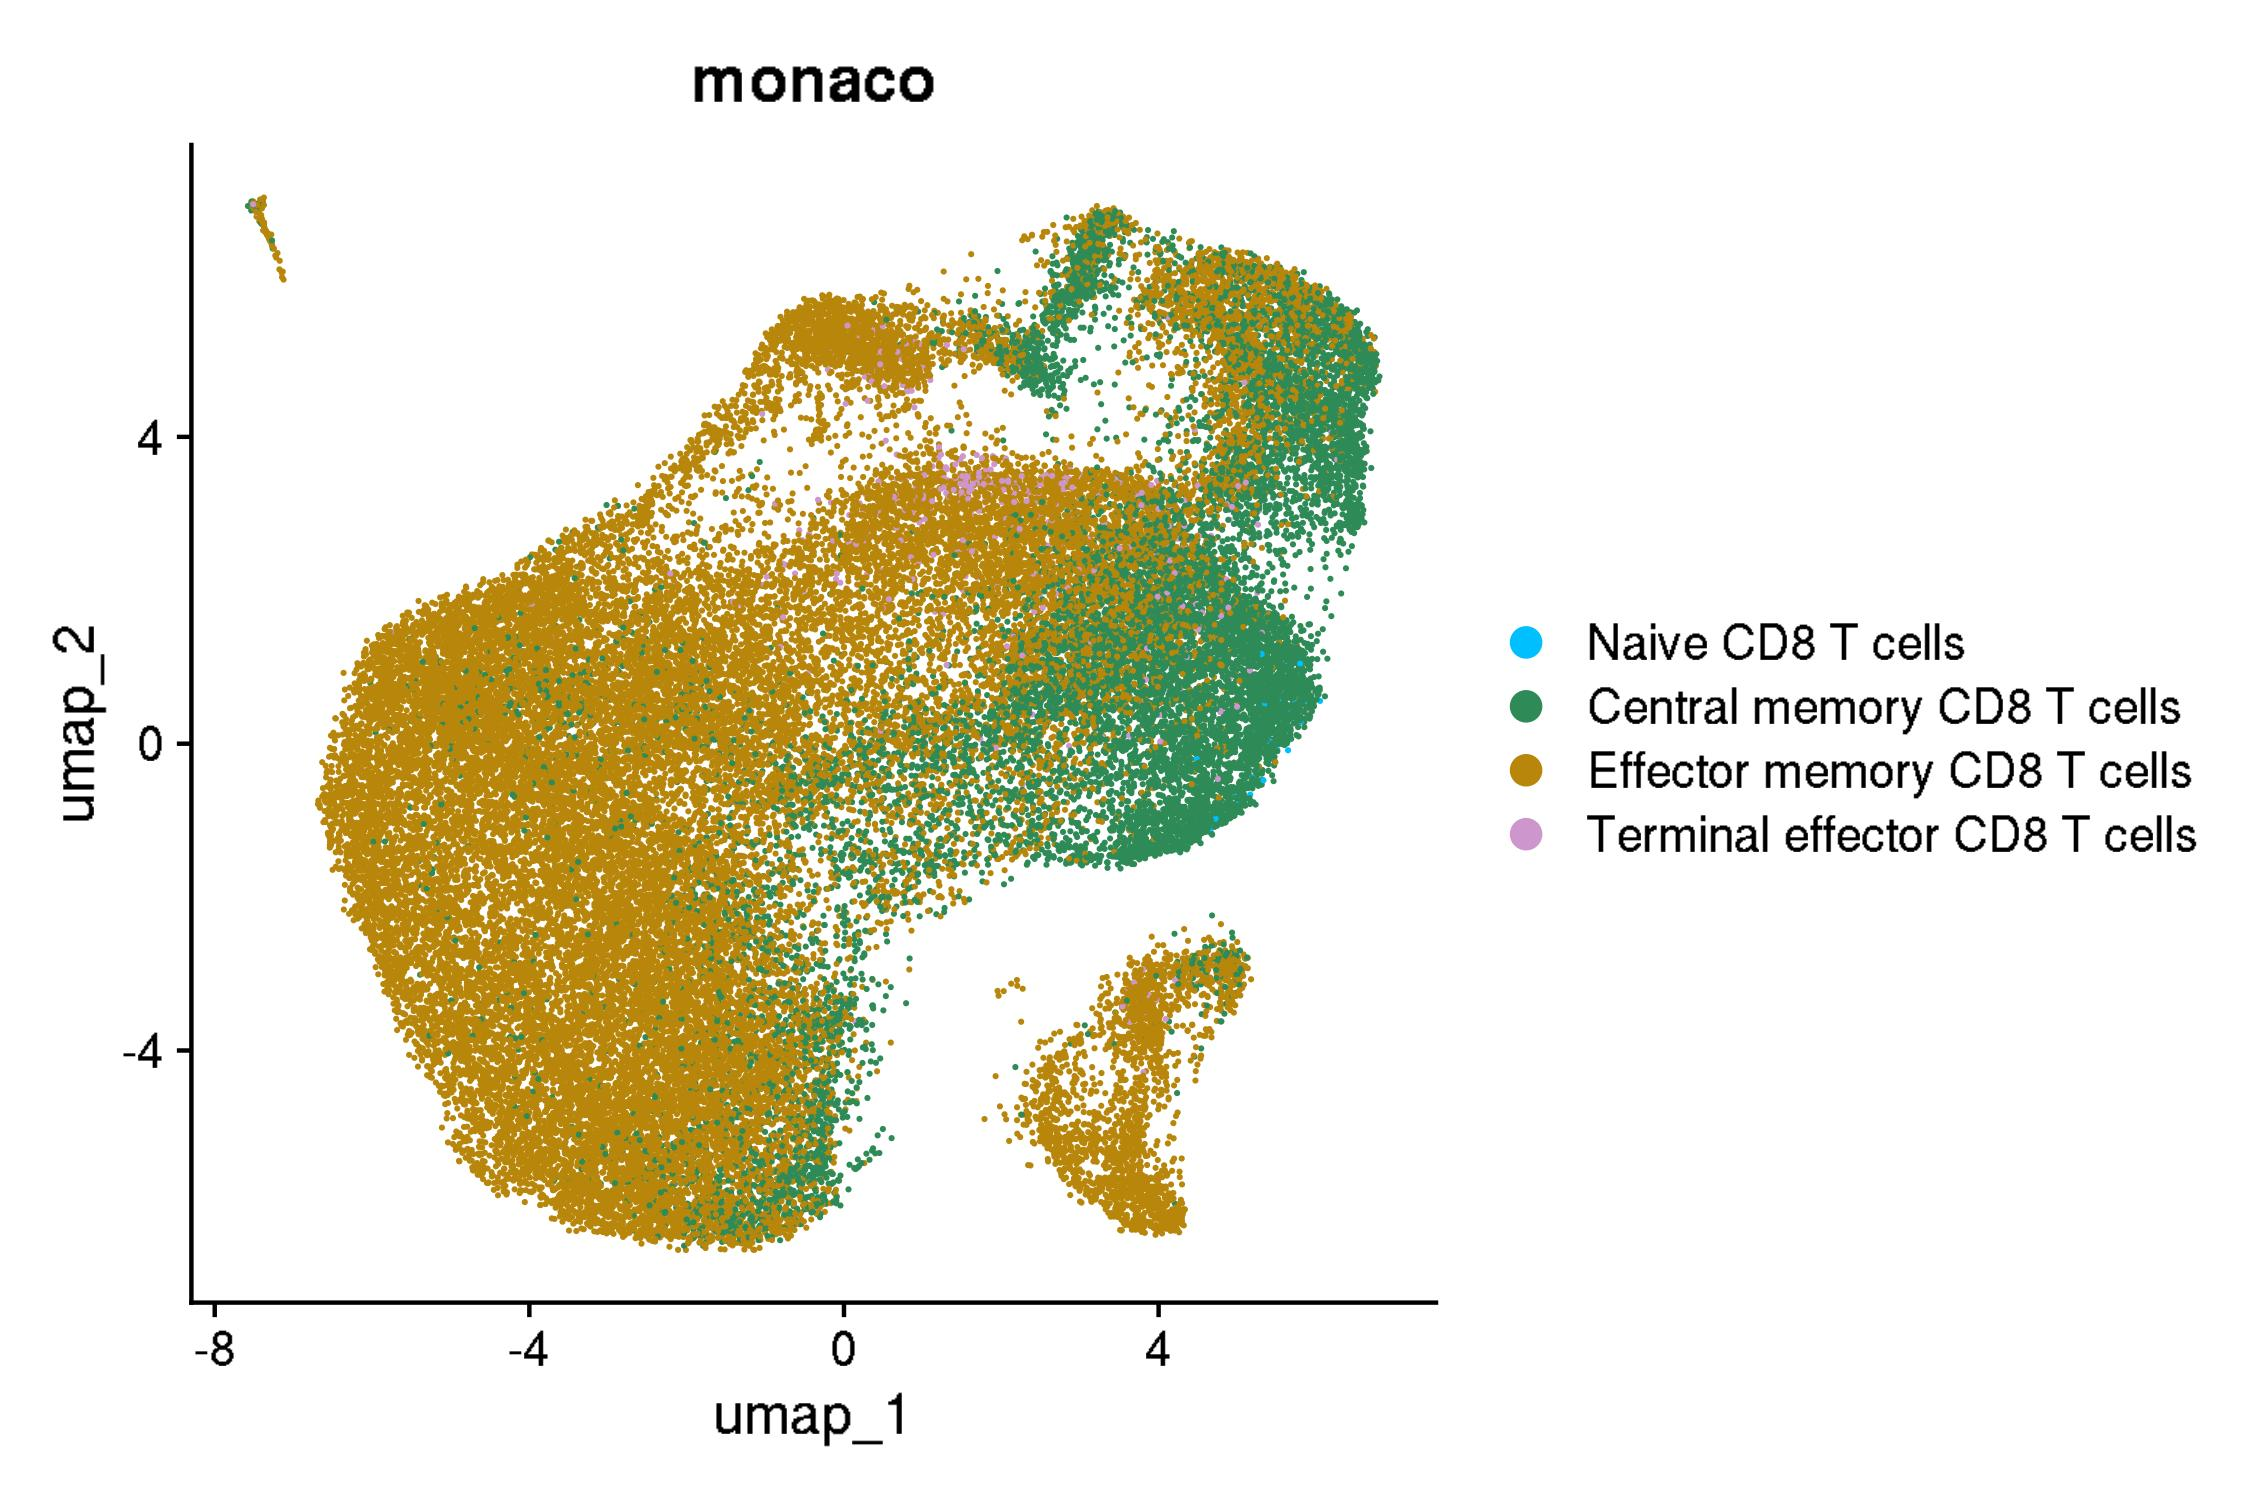 monaco
umap_2
4
0
-4
-8
-4
0
4
umap_1
Naive CD8 T cells
Central memory CD8 T cells
Effector memory CD8 T cells
Terminal effector CD8 T cells